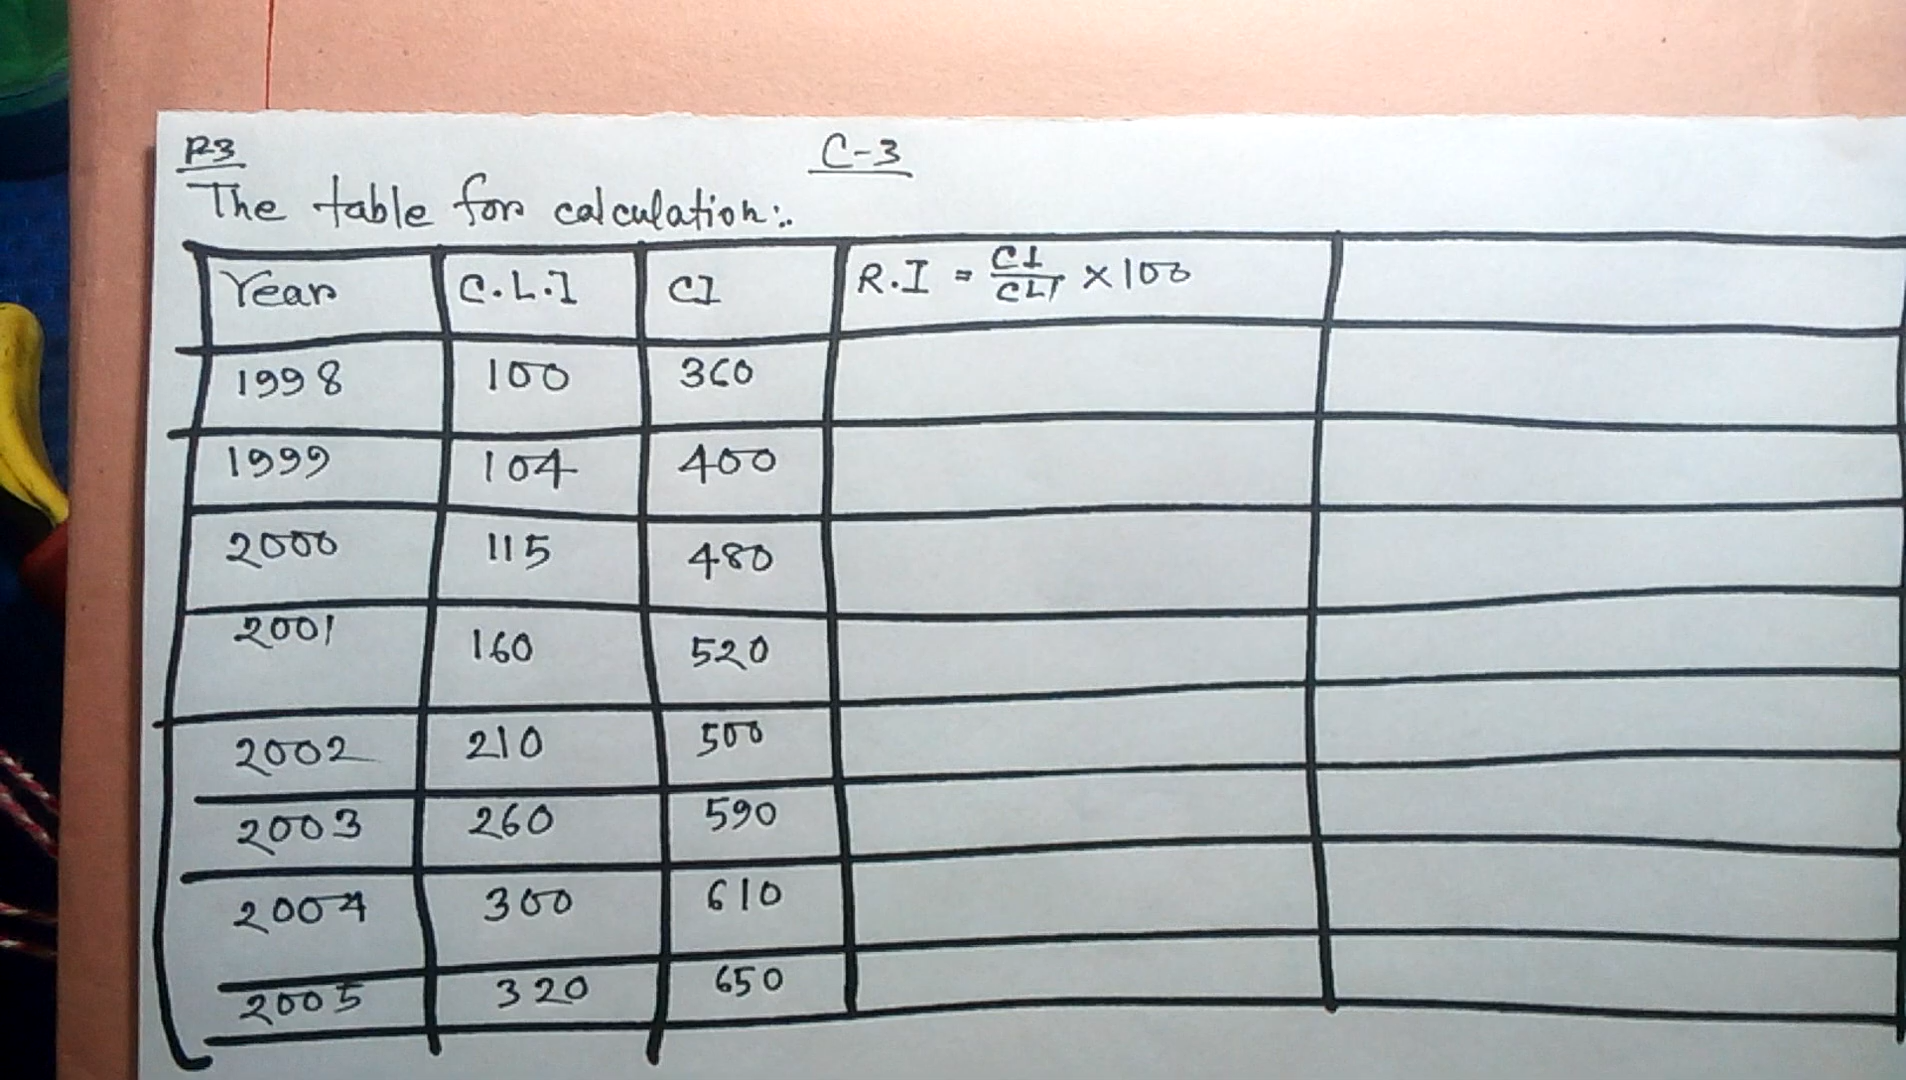 P3
C-3
The table for calculation:.
Year C.L.I CI R.I = CI/CLI × 100
1998 100 360
1999 104 400
2000 115 480
2001 160 520
2002 210 500
2003 260 590
2004 300 610
2005 320 650